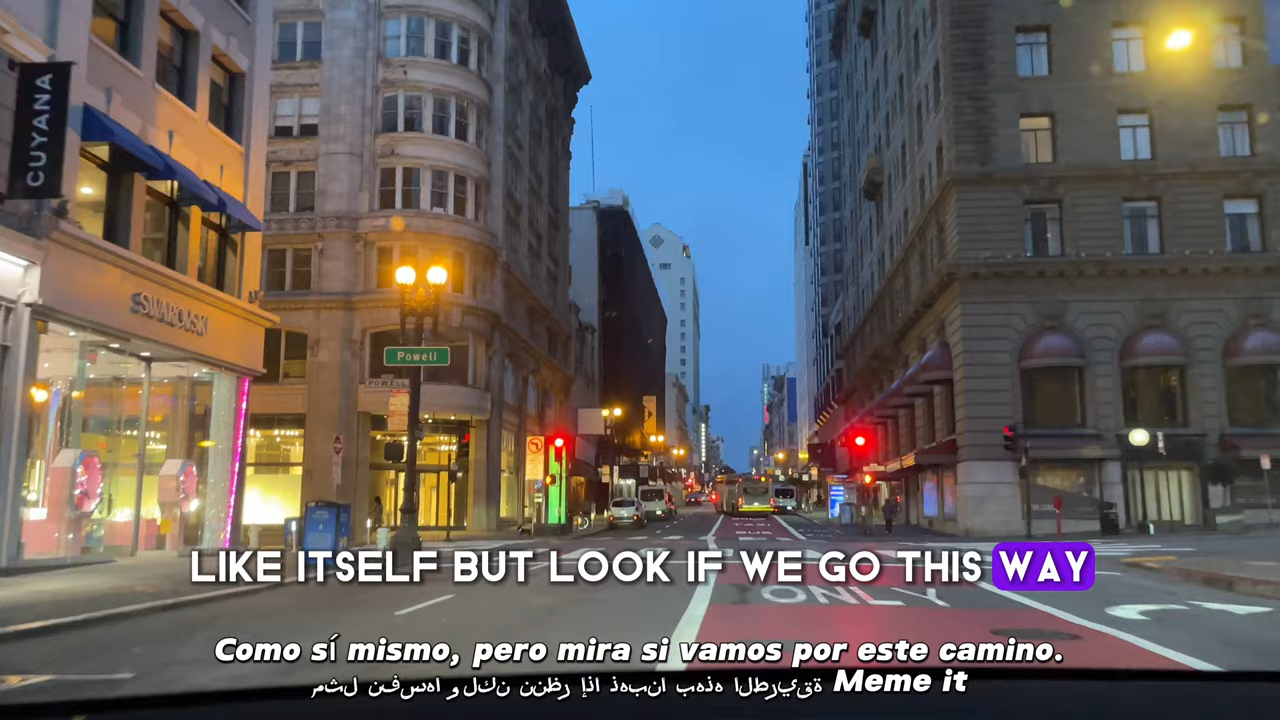 CUYANA
SWAROVSKI
Powell
POWELL
ONLY
LIKE ITSELF BUT LOOK IF WE GO THIS WAY
Como sí mismo, pero mira si vamos por este camino.
مثل نفسها ولكن ننظر إذا ذهبنا بهذه الطريقة Meme it